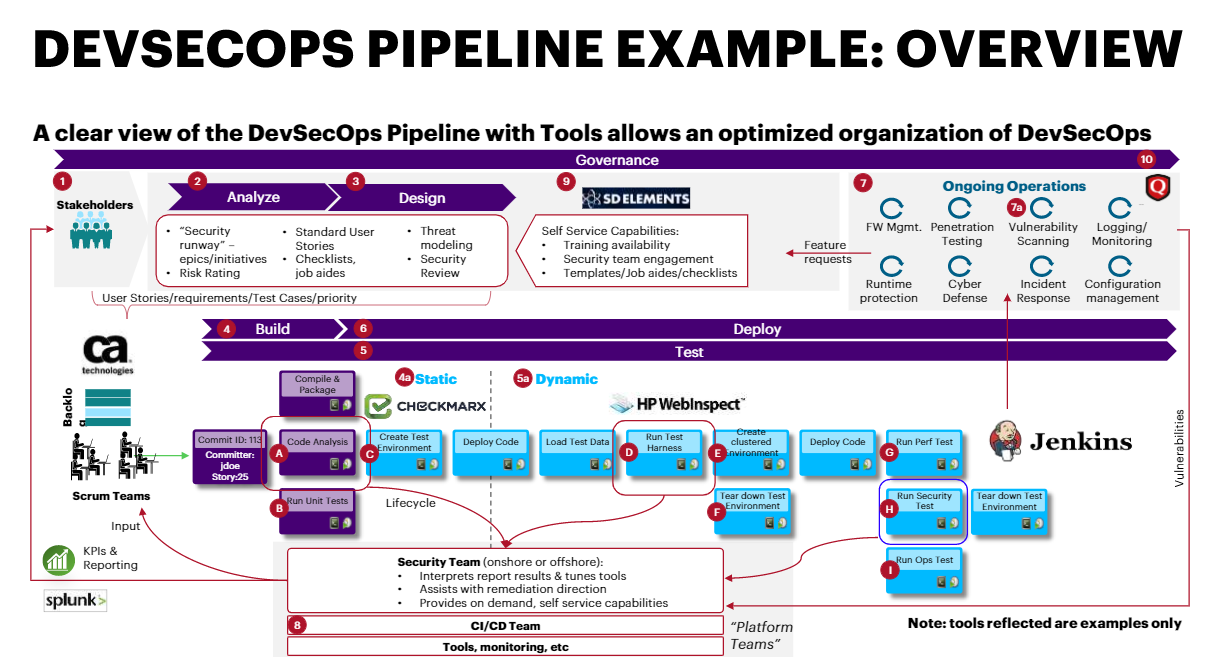 DEVSECOPS PIPELINE EXAMPLE: OVERVIEW
A clear view of the DevSecOps Pipeline with Tools allows an optimized organization of DevSecOps
Governance
10
1
Stakeholders
2
Analyze
3
Design
• “Security
runway” –
epics/initiatives
• Risk Rating
• Standard User
Stories
• Checklists,
job aides
• Threat
modeling
• Security
Review
9
SD ELEMENTS
Self Service Capabilities:
• Training availability
• Security team engagement
• Templates/Job aides/checklists
Feature
requests
7
Ongoing Operations
Q
FW Mgmt.
Penetration
Testing
7a
Vulnerability
Scanning
Logging/
Monitoring
Runtime
protection
Cyber
Defense
Incident
Response
Configuration
management
User Stories/requirements/Test Cases/priority
4
Build
6
Deploy
5
Test
ca
technologies
Backlo
g
Scrum Teams
Input
KPIs &
Reporting
splunk>
4a
Static
CHECKMARX
5a
Dynamic
HP WebInspect™
Compile &
Package
Commit ID: 113
Committer:
jdoe
Story:25
A
Code Analysis
B
Run Unit Tests
C
Create Test
Environment
Deploy Code
Load Test Data
D
Run Test
Harness
E
Create
clustered
Environment
Deploy Code
G
Run Perf Test
F
Tear down Test
Environment
H
Run Security
Test
Tear down Test
Environment
I
Run Ops Test
Jenkins
Vulnerabilities
Lifecycle
Security Team (onshore or offshore):
• Interprets report results & tunes tools
• Assists with remediation direction
• Provides on demand, self service capabilities
8
CI/CD Team
Tools, monitoring, etc
“Platform
Teams”
Note: tools reflected are examples only